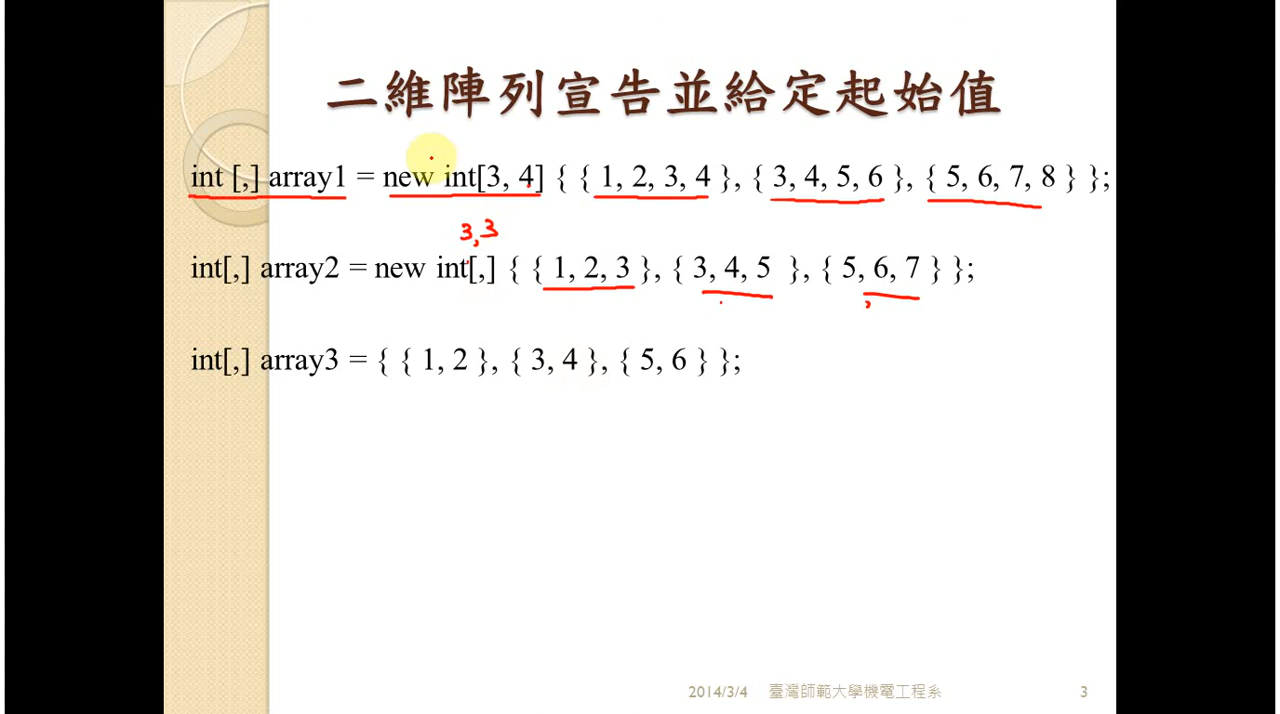 二維陣列宣告並給定起始值
int [,] array1 = new int[3, 4] { { 1, 2, 3, 4 }, { 3, 4, 5, 6 }, { 5, 6, 7, 8 } };
3,3
int[,] array2 = new int[,] { { 1, 2, 3 }, { 3, 4, 5 }, { 5, 6, 7 } };
int[,] array3 = { { 1, 2 }, { 3, 4 }, { 5, 6 } };
2014/3/4 臺灣師範大學機電工程系 3